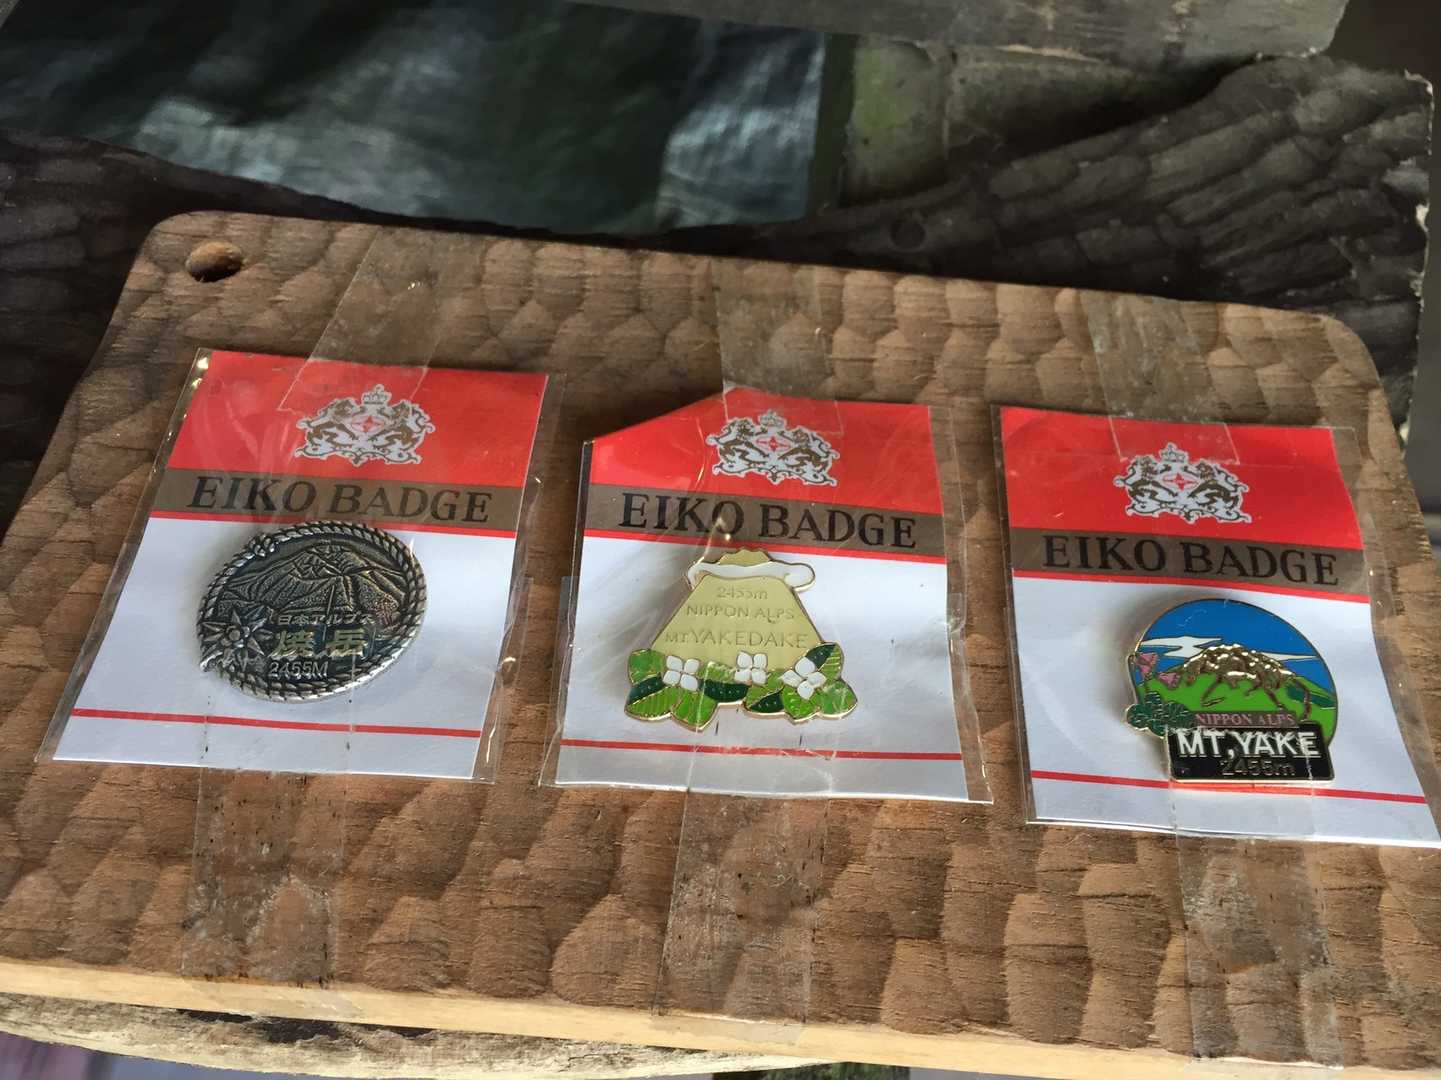 EIKO BADGE
日本アルプス
焼岳
2455M
EIKO BADGE
2455m
NIPPON ALPS
MT YAKEDAKE
EIKO BADGE
NIPPON ALPS
MT,YAKE
2455m